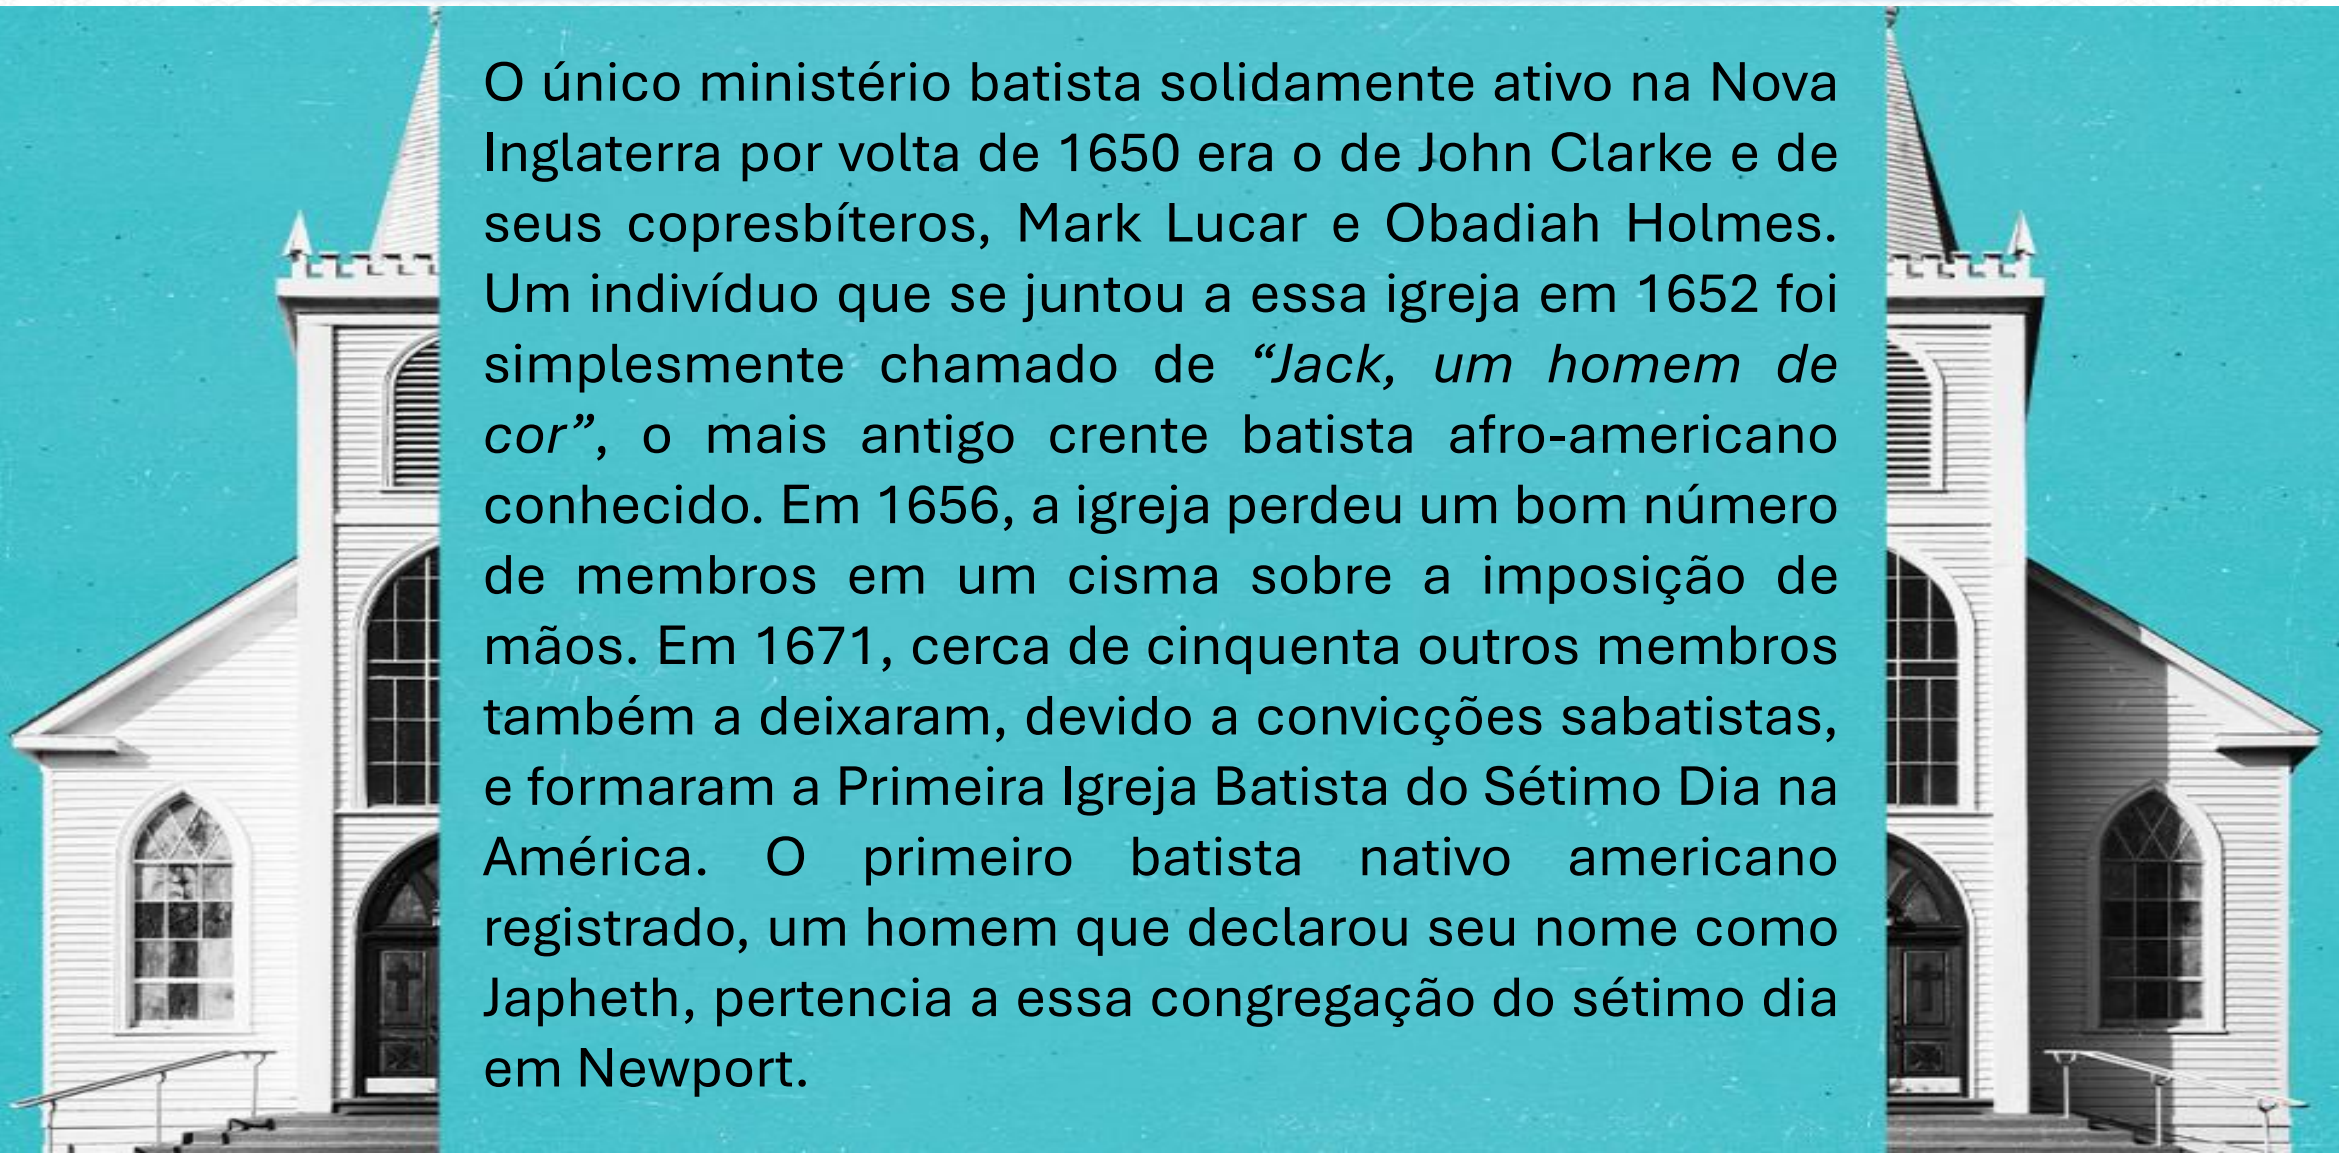 O único ministério batista solidamente ativo na Nova
Inglaterra por volta de 1650 era o de John Clarke e de
seus copresbíteros, Mark Lucar e Obadiah Holmes.
Um indivíduo que se juntou a essa igreja em 1652 foi
simplesmente chamado de “Jack, um homem de
cor”, o mais antigo crente batista afro-americano
conhecido. Em 1656, a igreja perdeu um bom número
de membros em um cisma sobre a imposição de
mãos. Em 1671, cerca de cinquenta outros membros
também a deixaram, devido a convicções sabatistas,
e formaram a Primeira Igreja Batista do Sétimo Dia na
América. O primeiro batista nativo americano
registrado, um homem que declarou seu nome como
Japheth, pertencia a essa congregação do sétimo dia
em Newport.